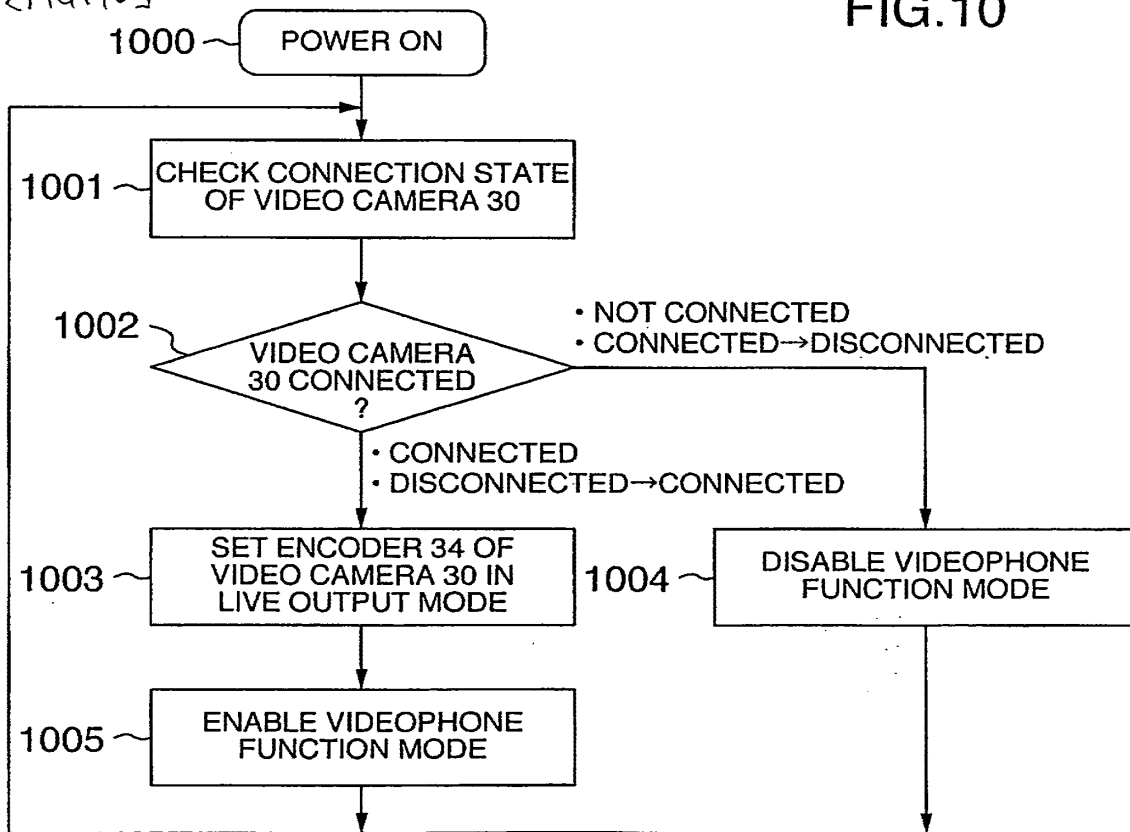 FIG.10
1000
POWER ON
1001
CHECK CONNECTION STATE
OF VIDEO CAMERA 30
1002
VIDEO CAMERA
30 CONNECTED
?
• NOT CONNECTED
• CONNECTED→DISCONNECTED
• CONNECTED
• DISCONNECTED→CONNECTED
1003
SET ENCODER 34 OF
VIDEO CAMERA 30 IN
LIVE OUTPUT MODE
1004
DISABLE VIDEOPHONE
FUNCTION MODE
1005
ENABLE VIDEOPHONE
FUNCTION MODE